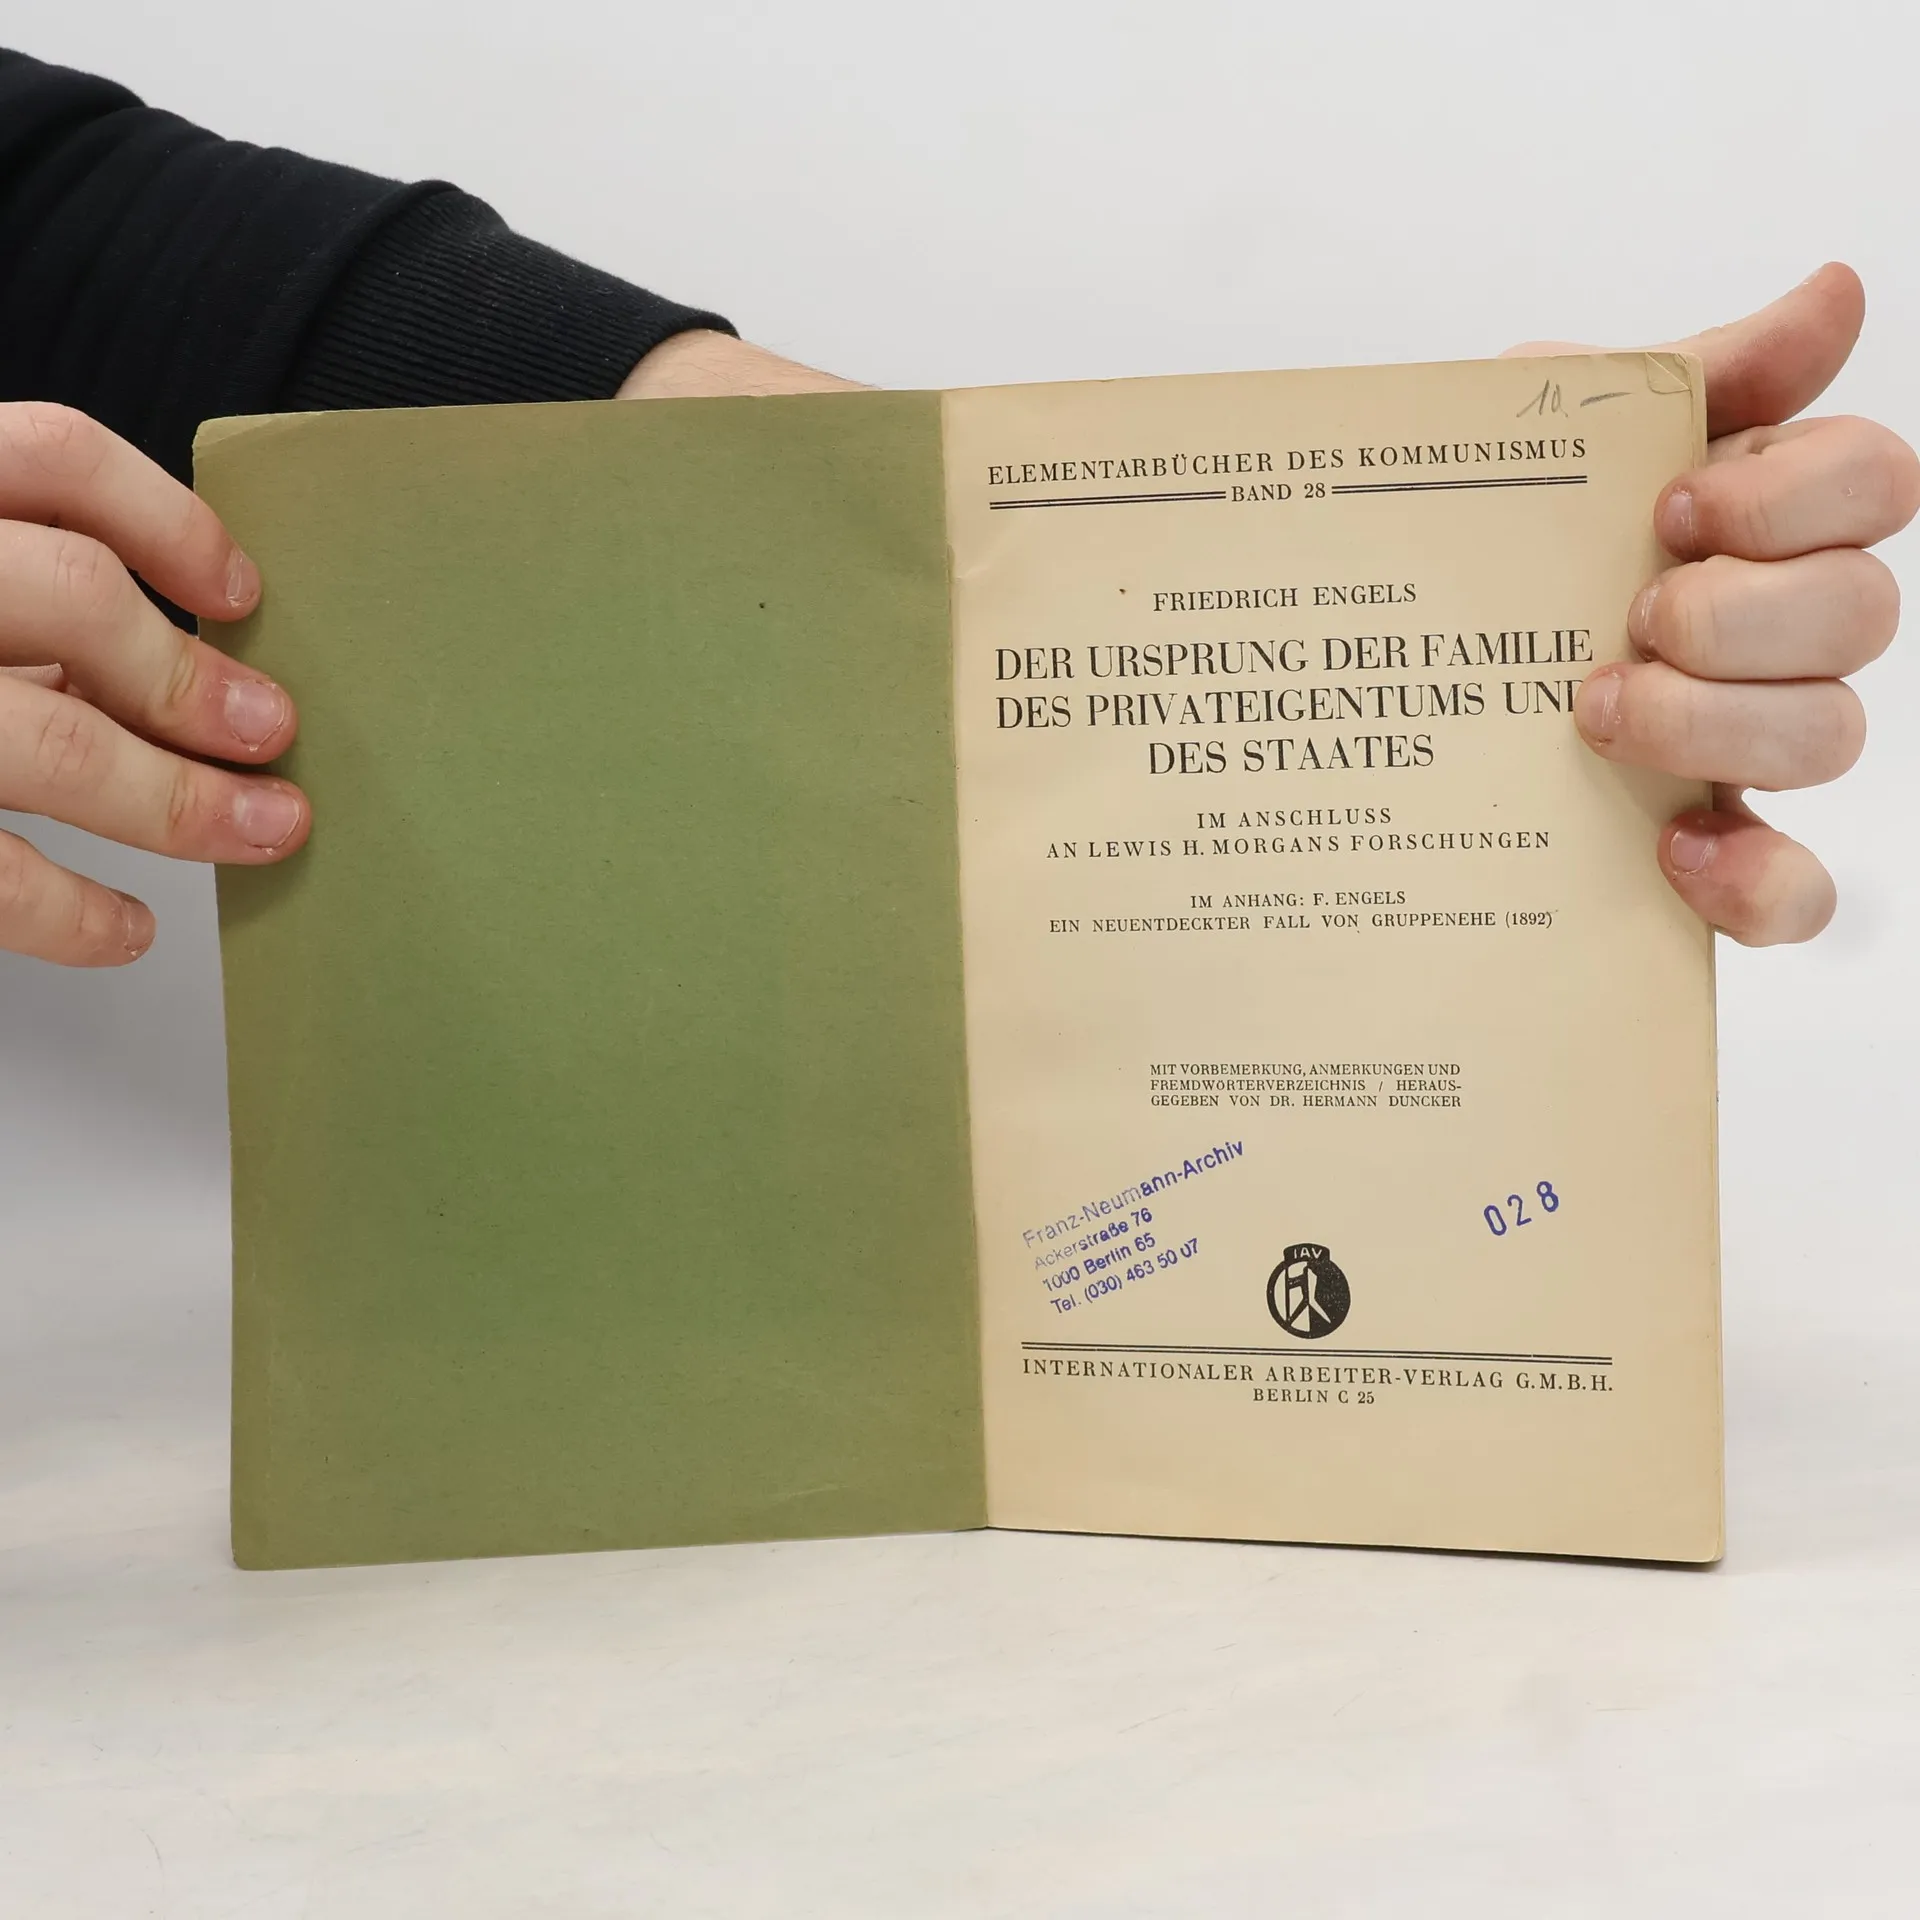 10.—
ELEMENTARBÜCHER DES KOMMUNISMUS
BAND 28
FRIEDRICH ENGELS
DER URSPRUNG DER FAMILIE
DES PRIVATEIGENTUMS UND
DES STAATES
IM ANSCHLUSS
AN LEWIS H. MORGANS FORSCHUNGEN
IM ANHANG: F. ENGELS
EIN NEUENTDECKTER FALL VON GRUPPENEHE (1892)
MIT VORBEMERKUNG, ANMERKUNGEN UND
FREMDWÖRTERVERZEICHNIS / HERAUS-
GEGEBEN VON DR. HERMANN DUNCKER
Franz-Neumann-Archiv
Ackerstraße 76
1000 Berlin 65
Tel. (030) 463 50 07
028
IAV
INTERNATIONALER ARBEITER-VERLAG G.M.B.H.
BERLIN C 25